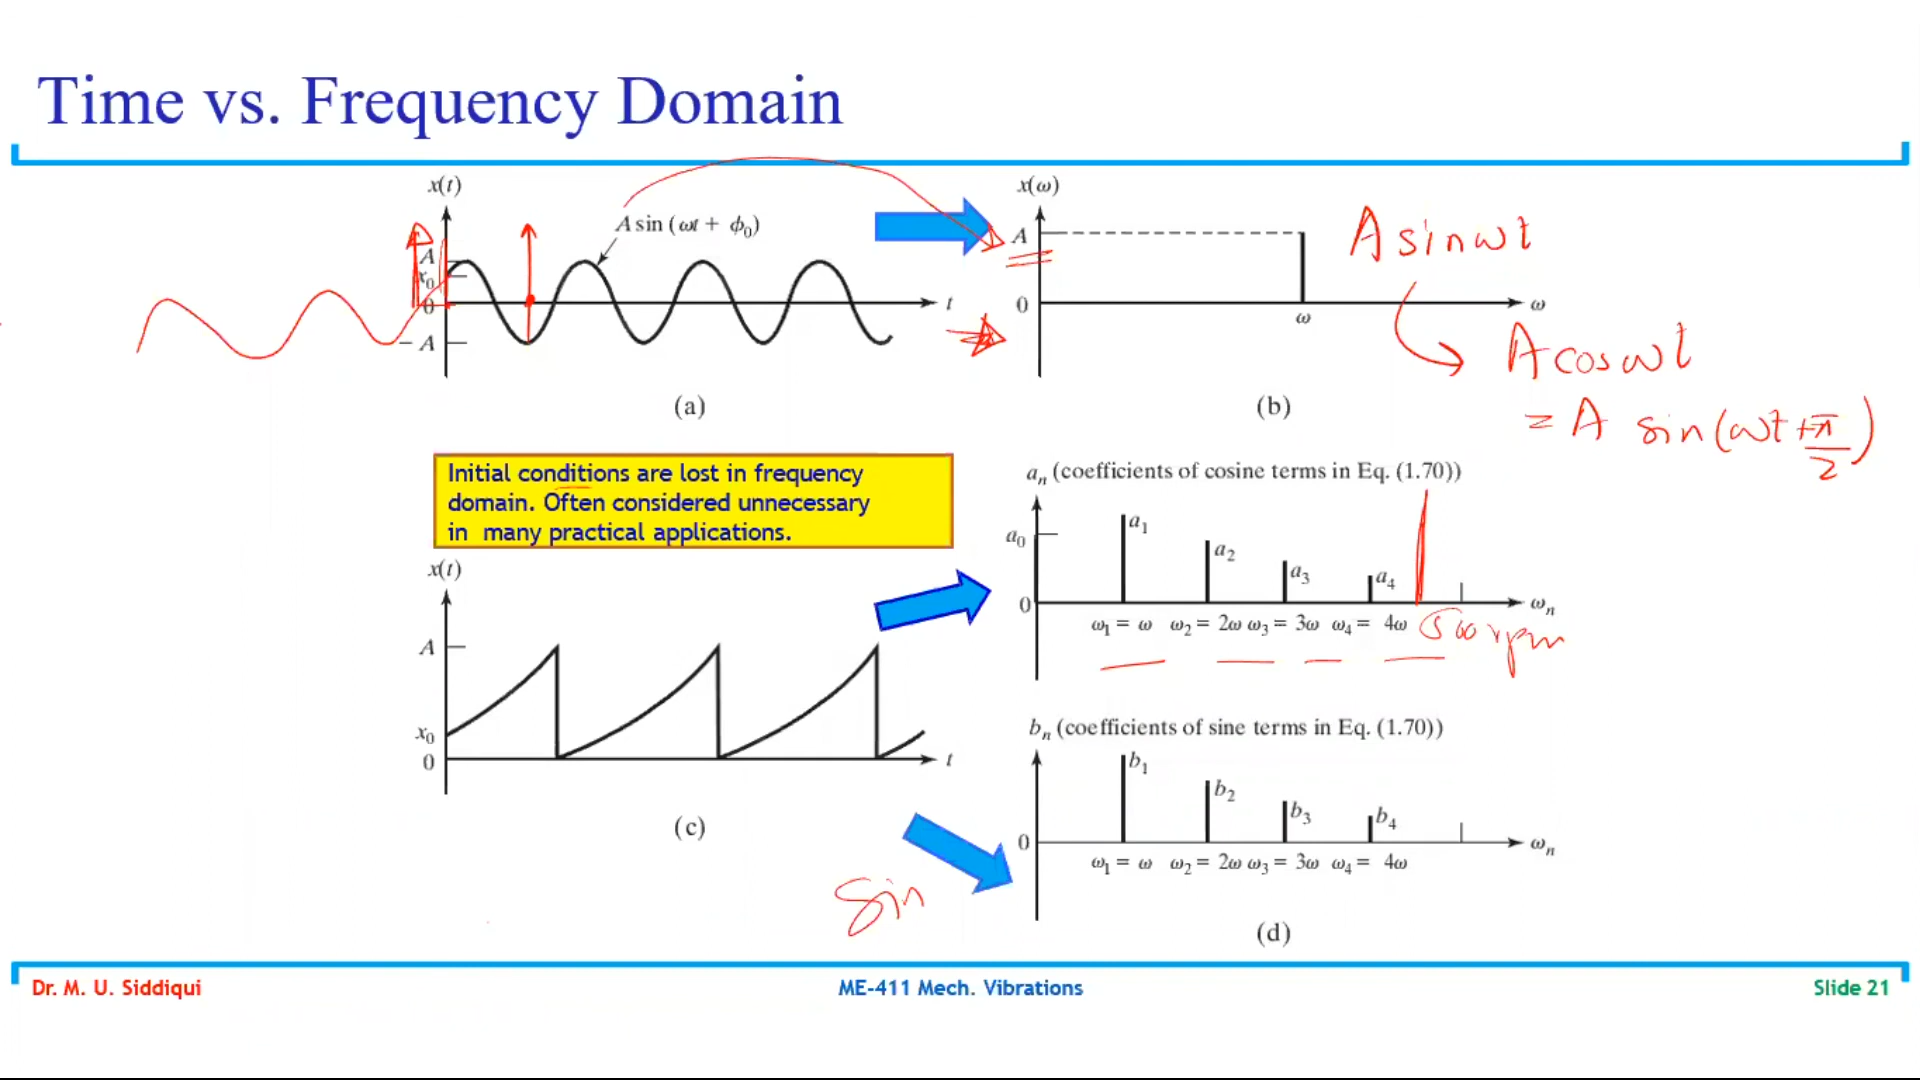 Time vs. Frequency Domain
x(t)
A sin (ωt + ϕ₀)
A
x₀
0
– A
t
(a)
x(ω)
A
0
ω
ω
(b)
A sin ωt
A cos ωt
= A sin(ωt + π/2)
Initial conditions are lost in frequency
domain. Often considered unnecessary
in many practical applications.
x(t)
A
x₀
0
t
(c)
aₙ (coefficients of cosine terms in Eq. (1.70))
a₀
a₁
a₂
a₃
a₄
0
ωₙ
ω₁ = ω ω₂ = 2ω ω₃ = 3ω ω₄ = 4ω
500 rpm
bₙ (coefficients of sine terms in Eq. (1.70))
b₁
b₂
b₃
b₄
0
ωₙ
ω₁ = ω ω₂ = 2ω ω₃ = 3ω ω₄ = 4ω
(d)
Sin
Dr. M. U. Siddiqui
ME-411 Mech. Vibrations
Slide 21